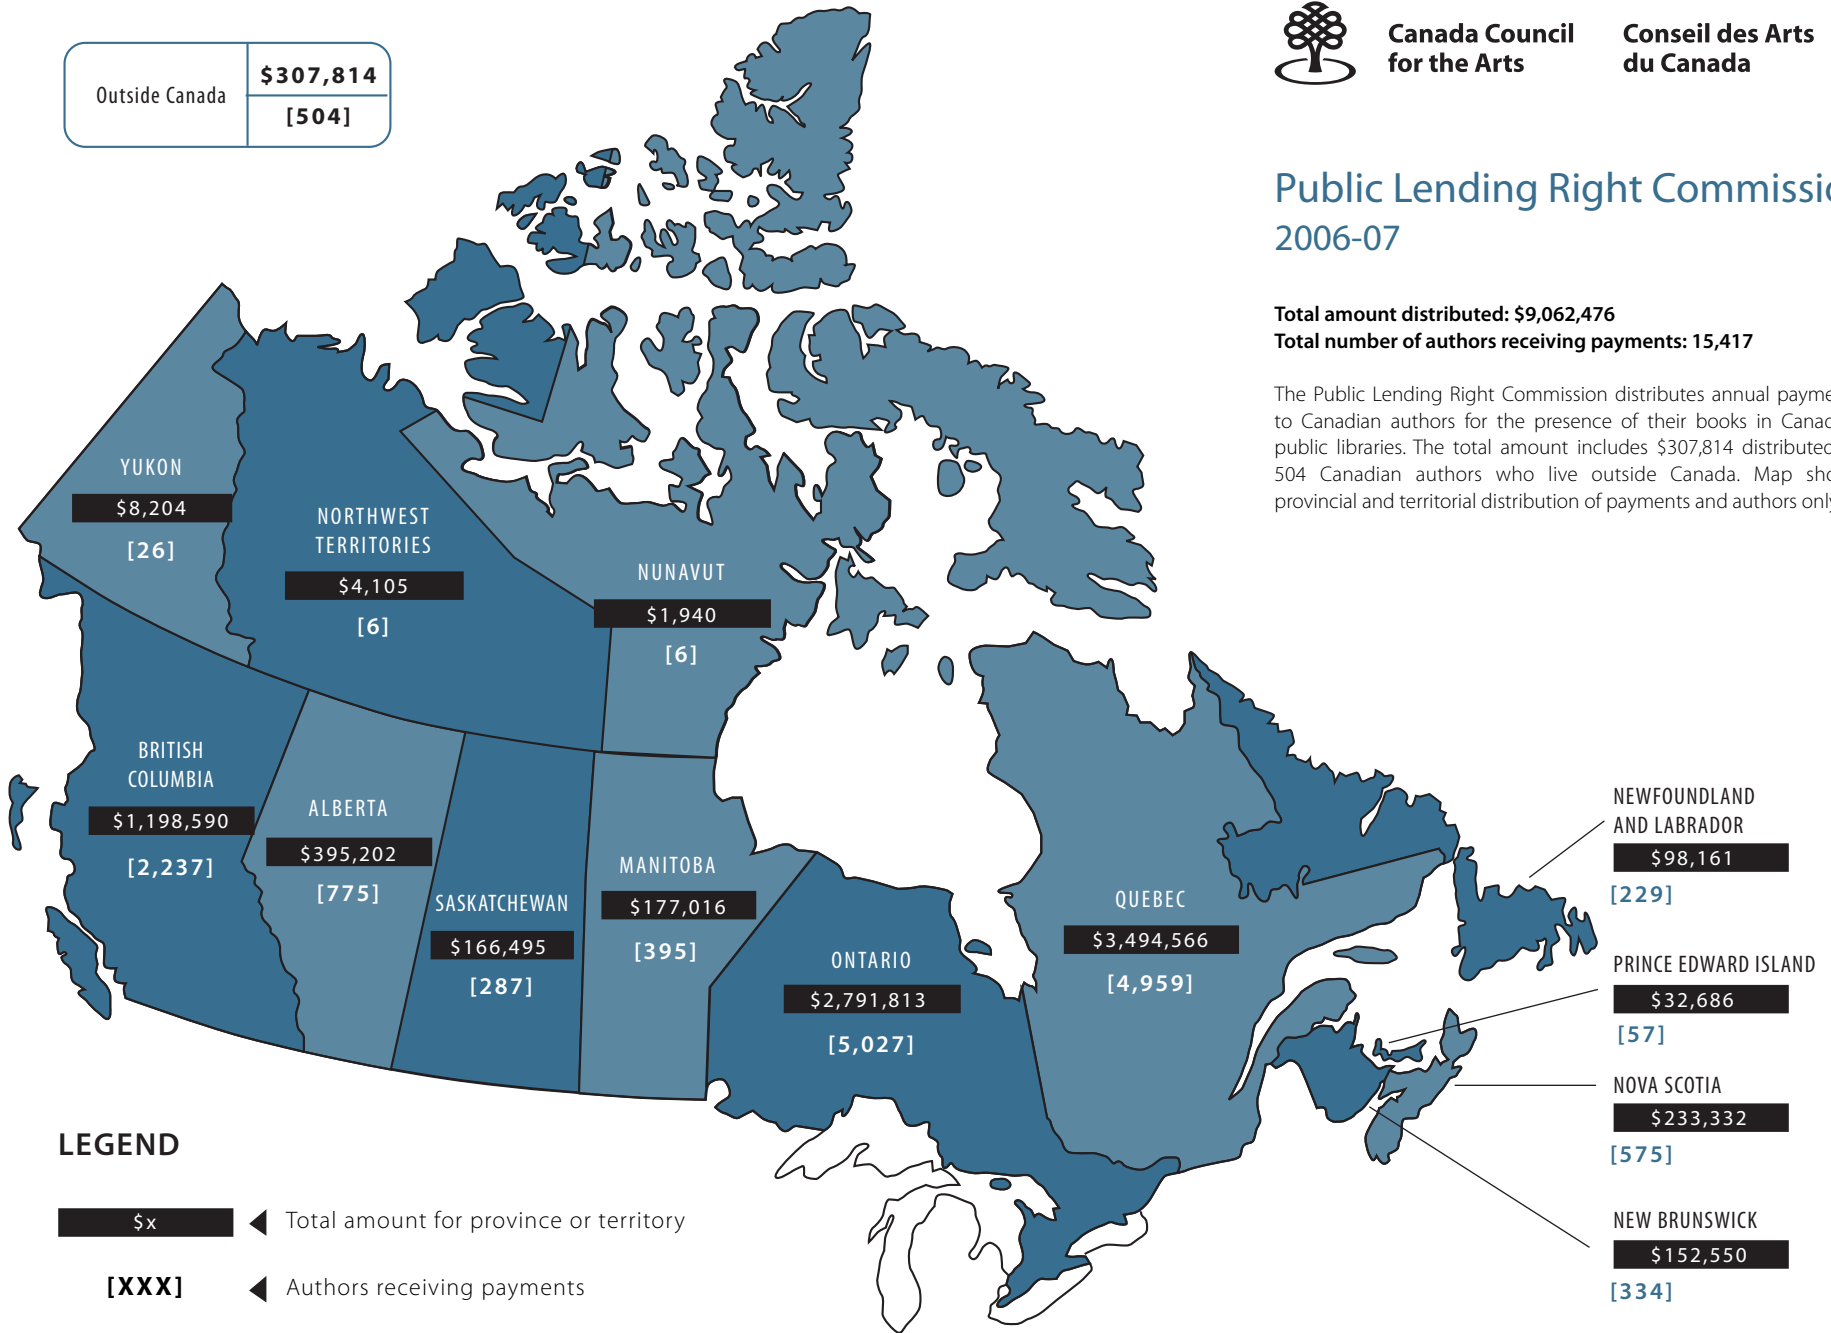 Outside Canada
$307,814
[504]
Canada Council
for the Arts
Conseil des Arts
du Canada
Public Lending Right
2006-07
Total amount distributed: $9,062,476
Total number of authors receiving payments: 15,417
The Public Lending Right Commission distributes annual
to Canadian authors for the presence of their books in
public libraries. The total amount includes $307,814 distributed
504 Canadian authors who live outside Canada. Map
provincial and territorial distribution of payments and authors only
YUKON
$8,204
[26]
NORTHWEST
TERRITORIES
$4,105
[6]
NUNAVUT
$1,940
[6]
BRITISH
COLUMBIA
$1,198,590
[2,237]
ALBERTA
$395,202
[775]
SASKATCHEWAN
$166,495
[287]
MANITOBA
$177,016
[395]
ONTARIO
$2,791,813
[5,027]
QUEBEC
$3,494,566
[4,959]
NEWFOUNDLAND
AND LABRADOR
$98,161
[229]
PRINCE EDWARD ISLAND
$32,686
[57]
NOVA SCOTIA
$233,332
[575]
NEW BRUNSWICK
$152,550
[334]
LEGEND
$x
Total amount for province or territory
[XXX]
Authors receiving payments